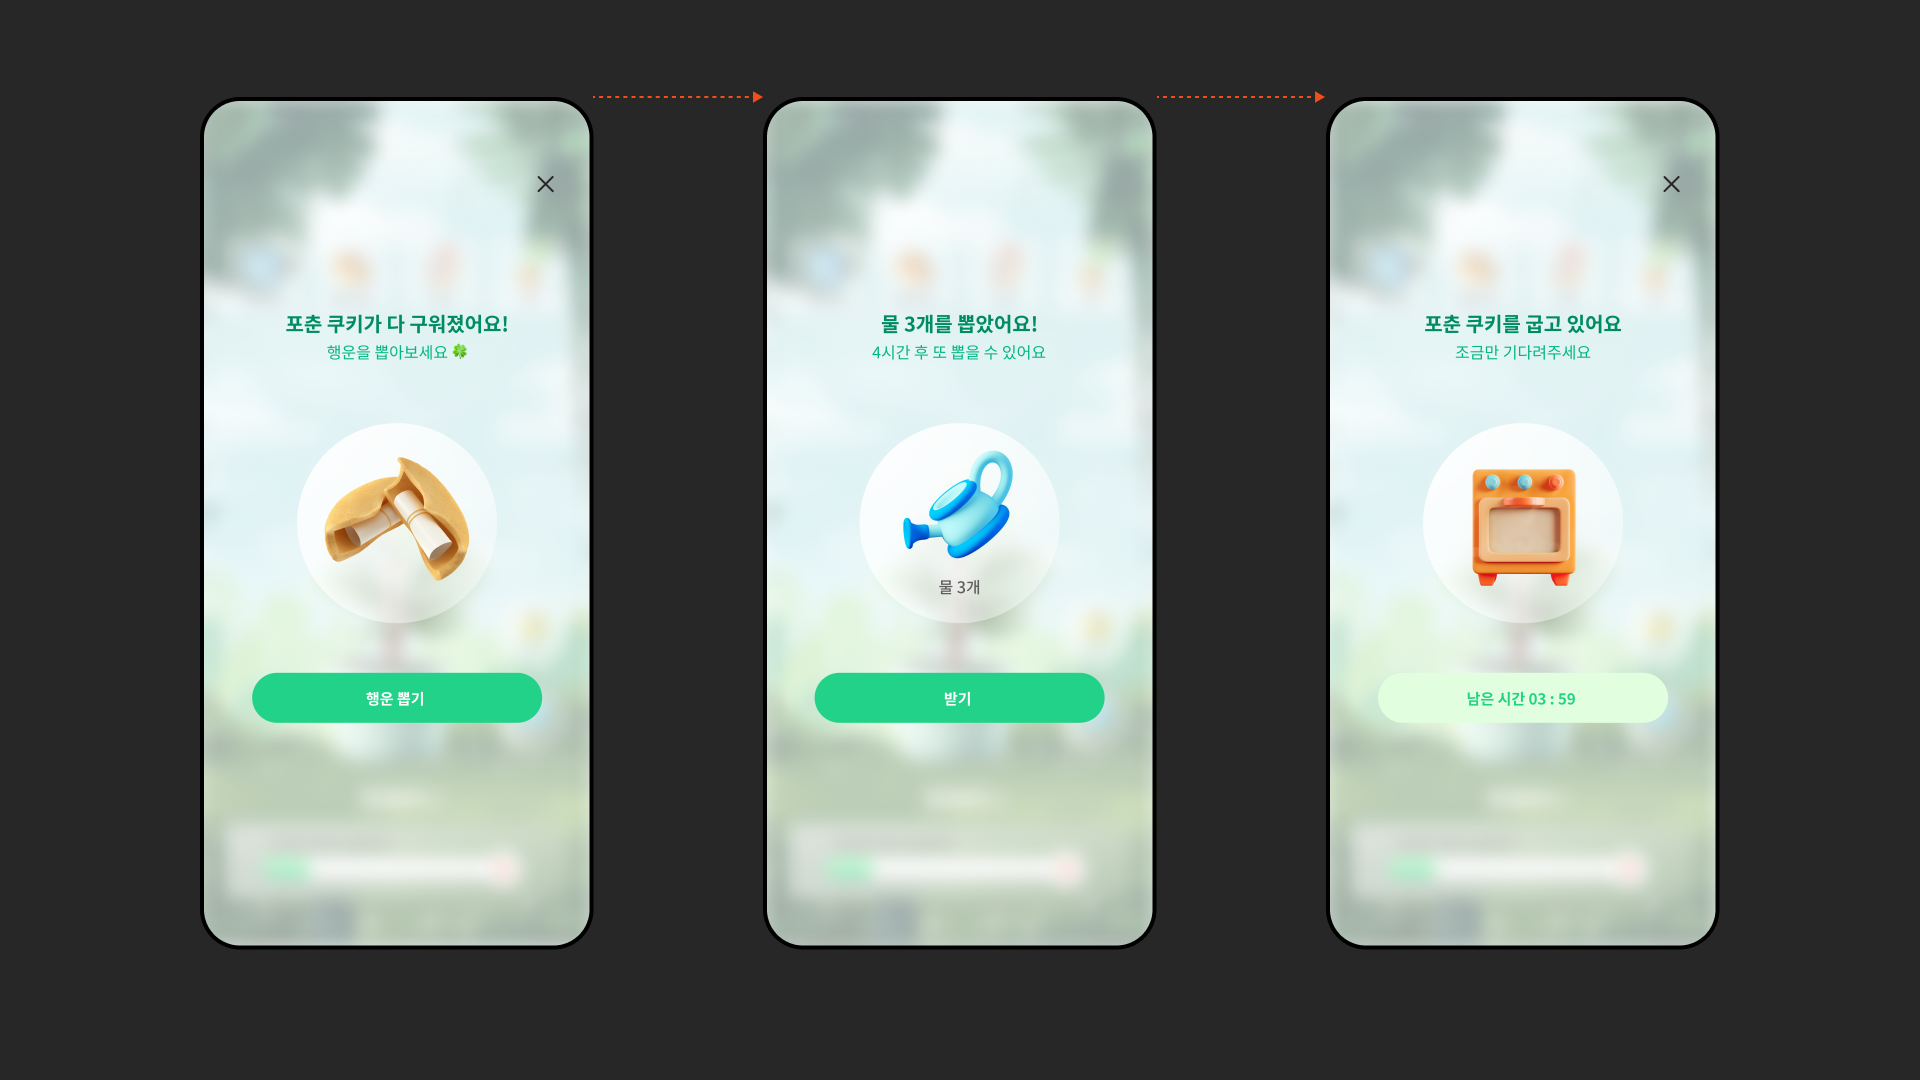 포춘 쿠키가 다 구워졌어요!
행운을 뽑아보세요 🍀
행운 뽑기
물 3개를 뽑았어요!
4시간 후 또 뽑을 수 있어요
물 3개
받기
포춘 쿠키를 굽고 있어요
조금만 기다려주세요
남은 시간 03 : 59